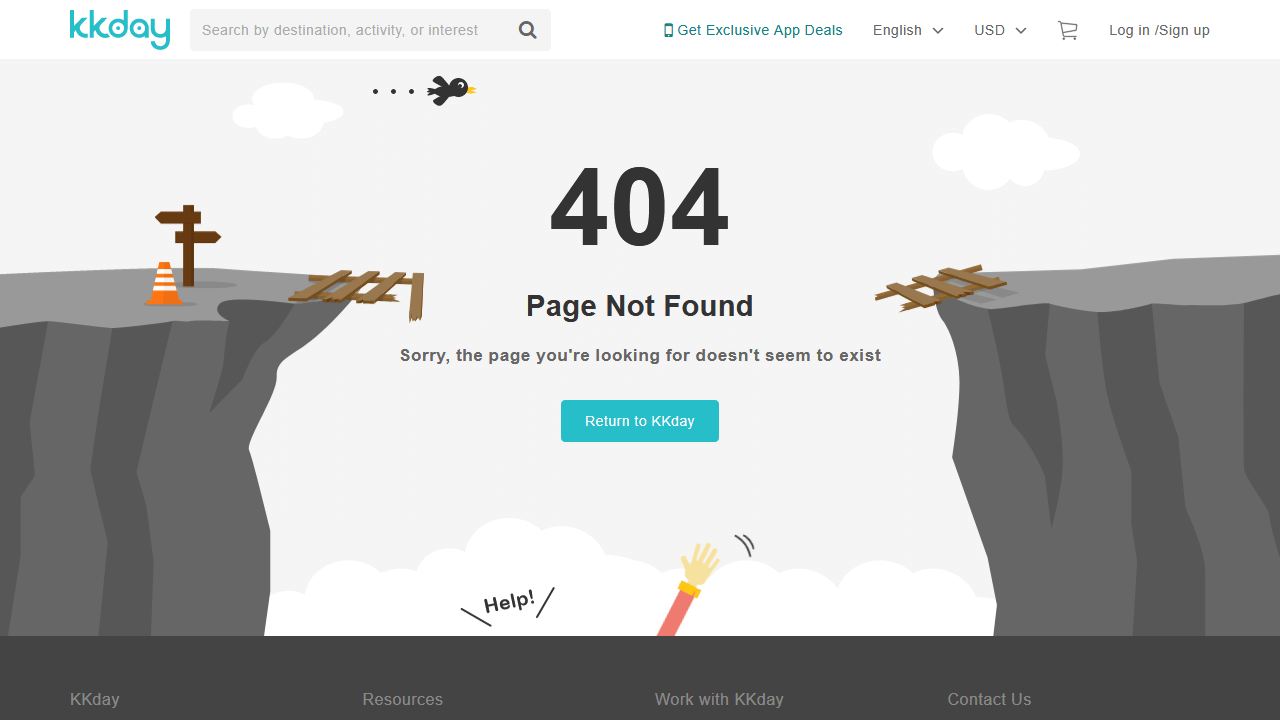 kkday
Search by destination, activity, or interest
Get Exclusive App Deals
English
USD
Log in /Sign up
404
Page Not Found
Sorry, the page you're looking for doesn't seem to exist
Return to KKday
Help!
KKday
Resources
Work with KKday
Contact Us